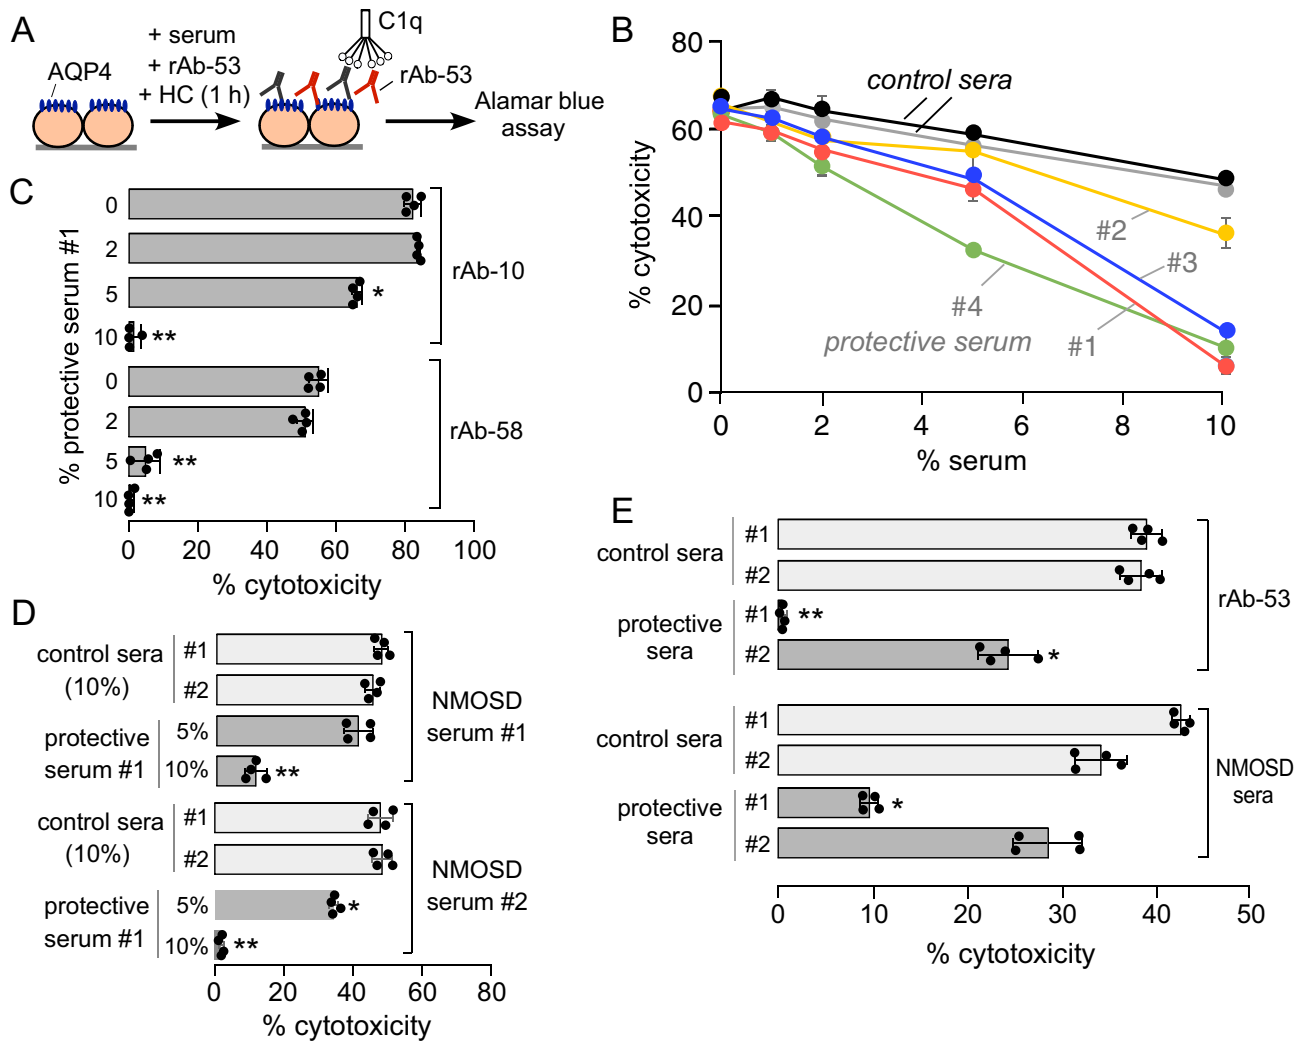 A
AQP4
+ serum
+ rAb-53
+ HC (1 h)
C1q
rAb-53
Alamar blue
assay
B
80
60
40
20
0
% cytotoxicity
0 2 4 6 8 10
% serum
control sera
#2
#3
#4
#1
protective serum
C
% protective serum #1
0
2
5 *
10 **
rAb-10
0
2
5 **
10 **
rAb-58
0 20 40 60 80 100
% cytotoxicity
D
control sera
(10%)
#1
#2
protective
serum #1
5%
10% **
NMOSD
serum #1
control sera
(10%)
#1
#2
protective
serum #1
5% *
10% **
NMOSD
serum #2
0 20 40 60 80
% cytotoxicity
E
control sera
#1
#2
protective
sera
#1 **
#2 *
rAb-53
control sera
#1
#2
protective
sera
#1 *
#2
NMOSD
sera
0 10 20 30 40 50
% cytotoxicity